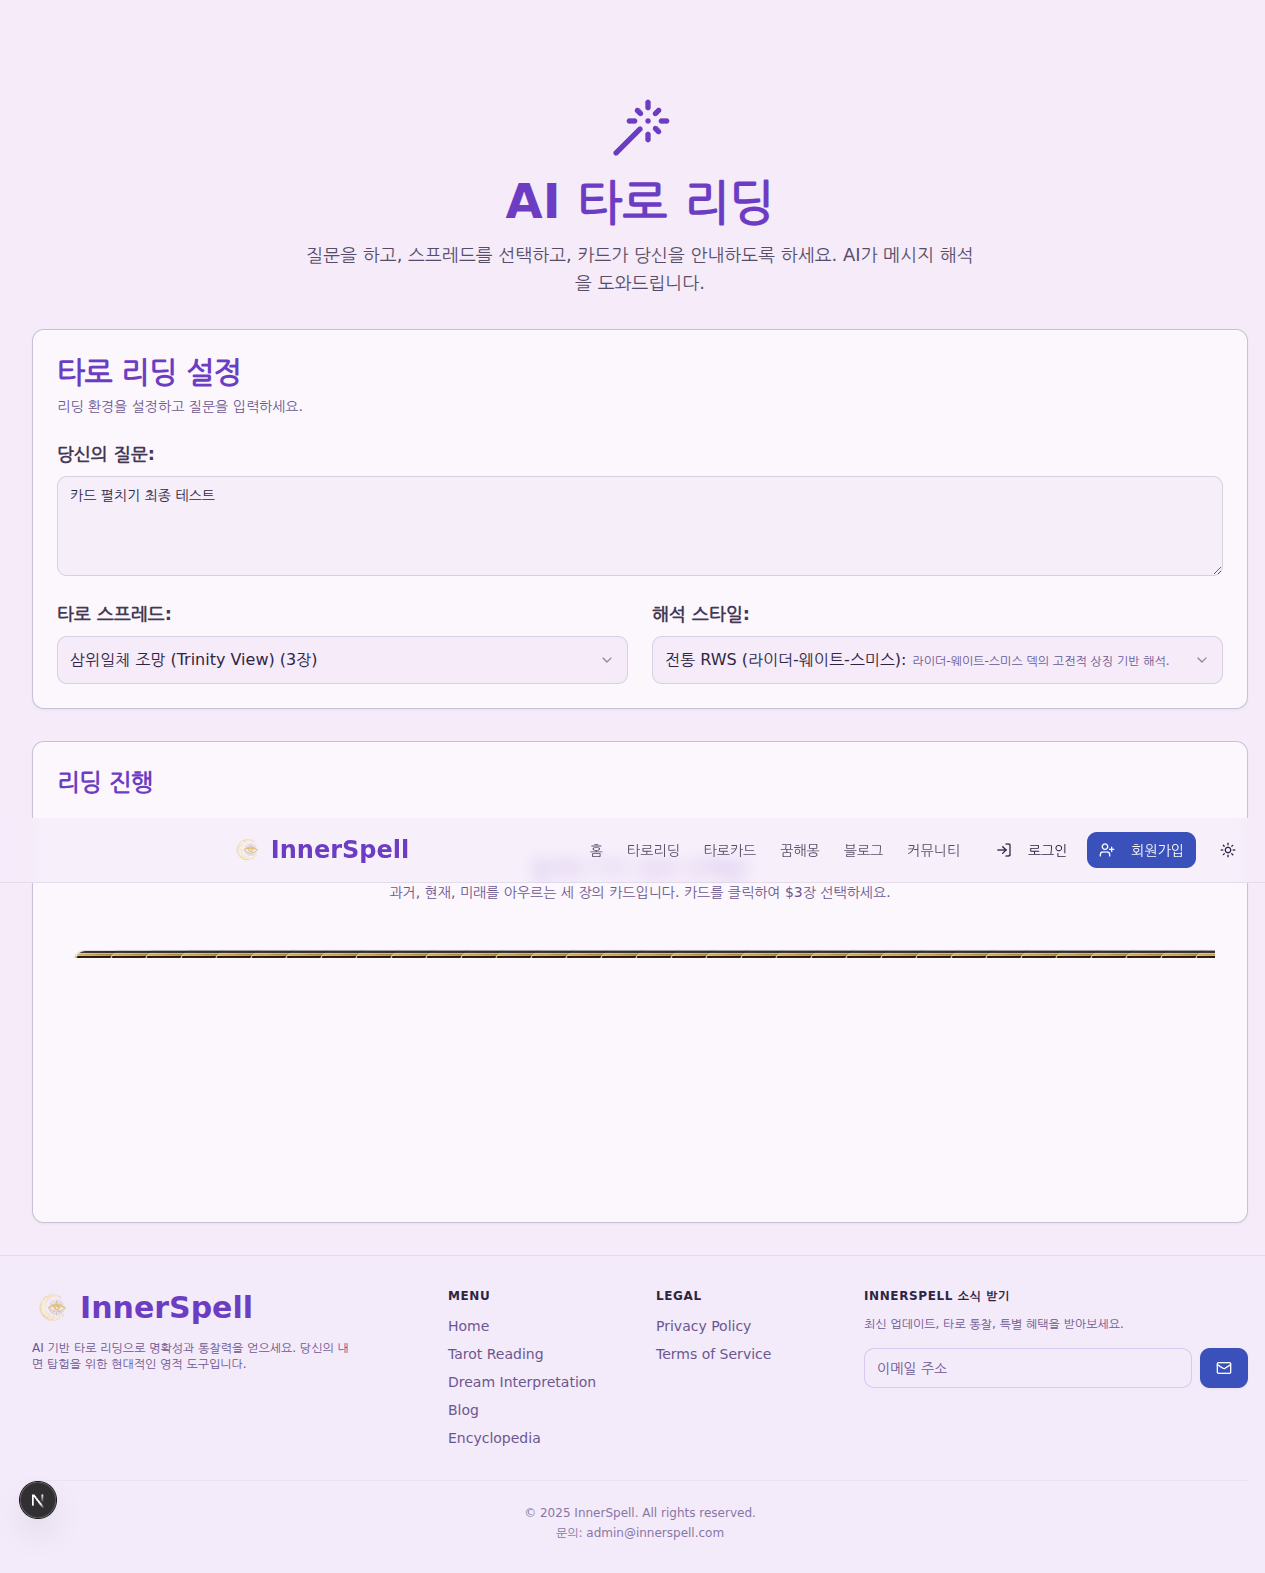 AI 타로 리딩
질문을 하고, 스프레드를 선택하고, 카드가 당신을 안내하도록 하세요. AI가 메시지 해석
을 도와드립니다.
타로 리딩 설정
리딩 환경을 설정하고 질문을 입력하세요.
당신의 질문:
카드 펼치기 최종 테스트
타로 스프레드:
삼위일체 조망 (Trinity View) (3장)
해석 스타일:
전통 RWS (라이더-웨이트-스미스): 라이더-웨이트-스미스 덱의 고전적 상징 기반 해석.
리딩 진행
InnerSpell
홈 타로리딩 타로카드 꿈해몽 블로그 커뮤니티 로그인 회원가입
과거, 현재, 미래를 아우르는 세 장의 카드입니다. 카드를 클릭하여 $3장 선택하세요.
InnerSpell
AI 기반 타로 리딩으로 명확성과 통찰력을 얻으세요. 당신의 내
면 탐험을 위한 현대적인 영적 도구입니다.
MENU
Home
Tarot Reading
Dream Interpretation
Blog
Encyclopedia
LEGAL
Privacy Policy
Terms of Service
INNERSPELL 소식 받기
최신 업데이트, 타로 통찰, 특별 혜택을 받아보세요.
이메일 주소
N
© 2025 InnerSpell. All rights reserved.
문의: admin@innerspell.com